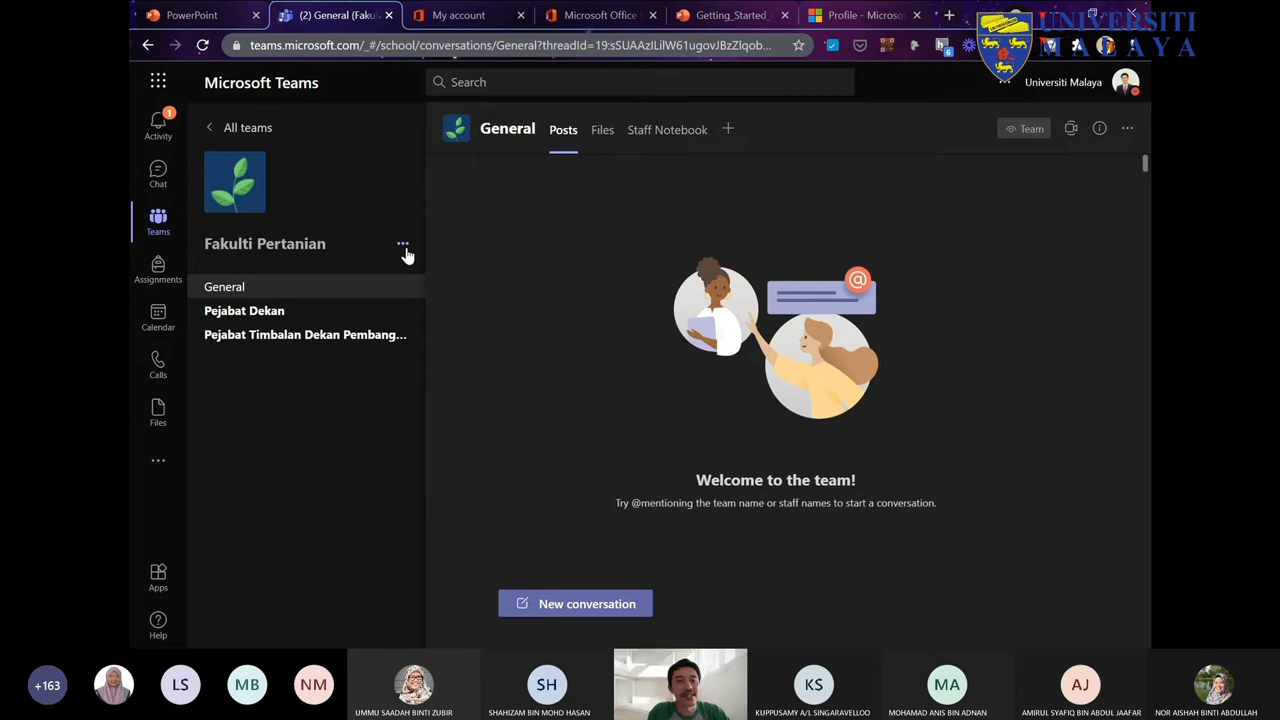 PowerPoint
(2) General (Faku
My account
Microsoft Office
Getting_Started_
Profile - Microso
UNIVERSITI
MALAYA
teams.microsoft.com/_#/school/conversations/General?threadId=19:sSUAAzILilW61ugovJBzZlqob...
6
Microsoft Teams
Search
Universiti Malaya
1
Activity
Chat
Teams
Assignments
Calendar
Calls
Files
Apps
Help
All teams
Fakulti Pertanian
General
Pejabat Dekan
Pejabat Timbalan Dekan Pembang...
General
Posts
Files
Staff Notebook
Team
@
Welcome to the team!
Try @mentioning the team name or staff names to start a conversation.
New conversation
+163
LS
MB
NM
UMMU SAADAH BINTI ZUBIR
SH
SHAHIZAM BIN MOHD HASAN
KS
KUPPUSAMY A/L SINGARAVELLOO
MA
MOHAMAD ANIS BIN ADNAN
AJ
AMIRUL SYAFIQ BIN ABDUL JAAFAR
NOR AISHAH BINTI ABDULLAH